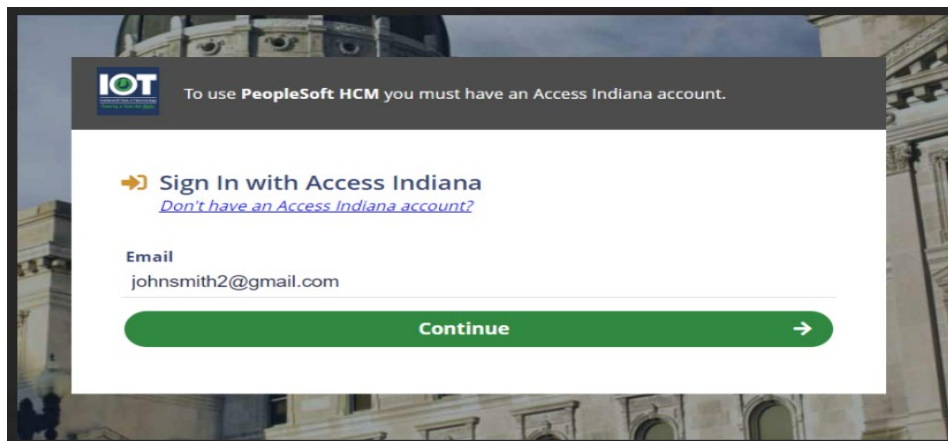 IOT
To use PeopleSoft HCM you must have an Access Indiana account.
Sign In with Access Indiana
Don't have an Access Indiana account?
Email
johnsmith2@gmail.com
Continue